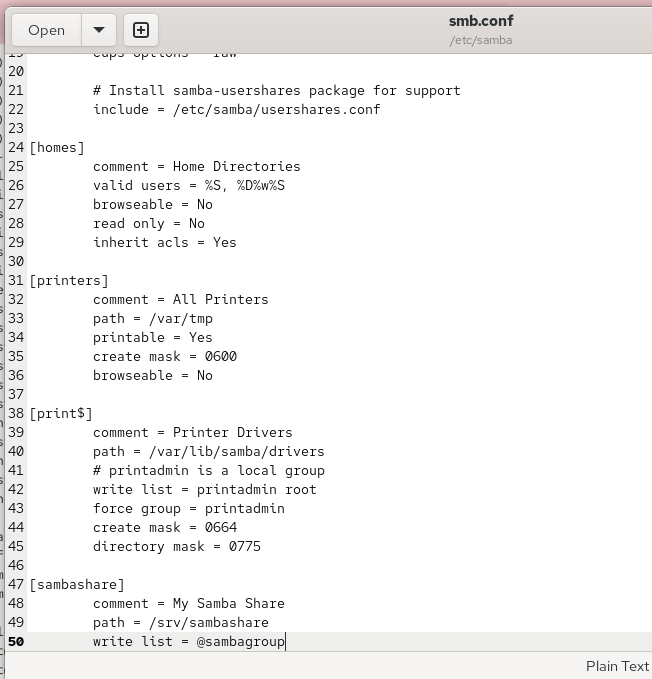 Open
smb.conf
/etc/samba
20
21 # Install samba-usershares package for support
22 include = /etc/samba/usershares.conf
23
24 [homes]
25 comment = Home Directories
26 valid users = %S, %D%w%S
27 browseable = No
28 read only = No
29 inherit acls = Yes
30
31 [printers]
32 comment = All Printers
33 path = /var/tmp
34 printable = Yes
35 create mask = 0600
36 browseable = No
37
38 [print$]
39 comment = Printer Drivers
40 path = /var/lib/samba/drivers
41 # printadmin is a local group
42 write list = printadmin root
43 force group = printadmin
44 create mask = 0664
45 directory mask = 0775
46
47 [sambashare]
48 comment = My Samba Share
49 path = /srv/sambashare
50 write list = @sambagroup
Plain Text